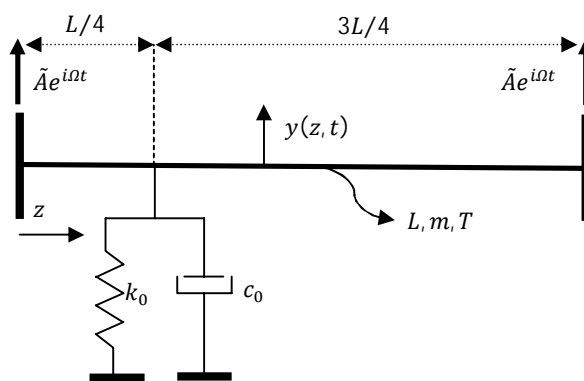 L/4 3L/4
Ãe^{iΩt} Ãe^{iΩt}
y(z, t)
z L, m, T
k₀ c₀